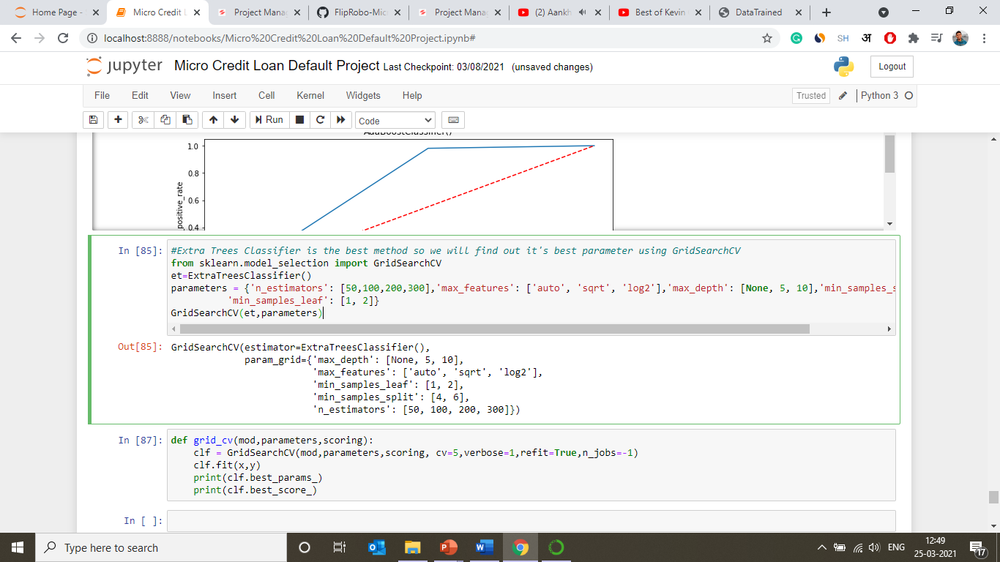 Home Page -
Micro Credit L
Project Mana
FlipRobo-Mic
Project Mana
(2) Aankh
Best of Kevin
DataTrained
localhost:8888/notebooks/Micro%20Credit%20Loan%20Default%20Project.ipynb#
SH
अ
jupyter Micro Credit Loan Default Project Last Checkpoint: 03/08/2021 (unsaved changes)
Logout
File Edit View Insert Cell Kernel Widgets Help
Trusted
Python 3
Run
Code
AdaBoostClassifier()
1.0
0.8
0.6
0.4
positive_rate
In [85]: #Extra Trees Classifier is the best method so we will find out it's best parameter using GridSearchCV
from sklearn.model_selection import GridSearchCV
et=ExtraTreesClassifier()
parameters = {'n_estimators': [50,100,200,300],'max_features': ['auto', 'sqrt', 'log2'],'max_depth': [None, 5, 10],'min_samples_s
'min_samples_leaf': [1, 2]}
GridSearchCV(et,parameters)
Out[85]: GridSearchCV(estimator=ExtraTreesClassifier(),
param_grid={'max_depth': [None, 5, 10],
'max_features': ['auto', 'sqrt', 'log2'],
'min_samples_leaf': [1, 2],
'min_samples_split': [4, 6],
'n_estimators': [50, 100, 200, 300]})
In [87]: def grid_cv(mod,parameters,scoring):
clf = GridSearchCV(mod,parameters,scoring, cv=5,verbose=1,refit=True,n_jobs=-1)
clf.fit(x,y)
print(clf.best_params_)
print(clf.best_score_)
In [ ]:
Type here to search
ENG
12:49
25-03-2021
17